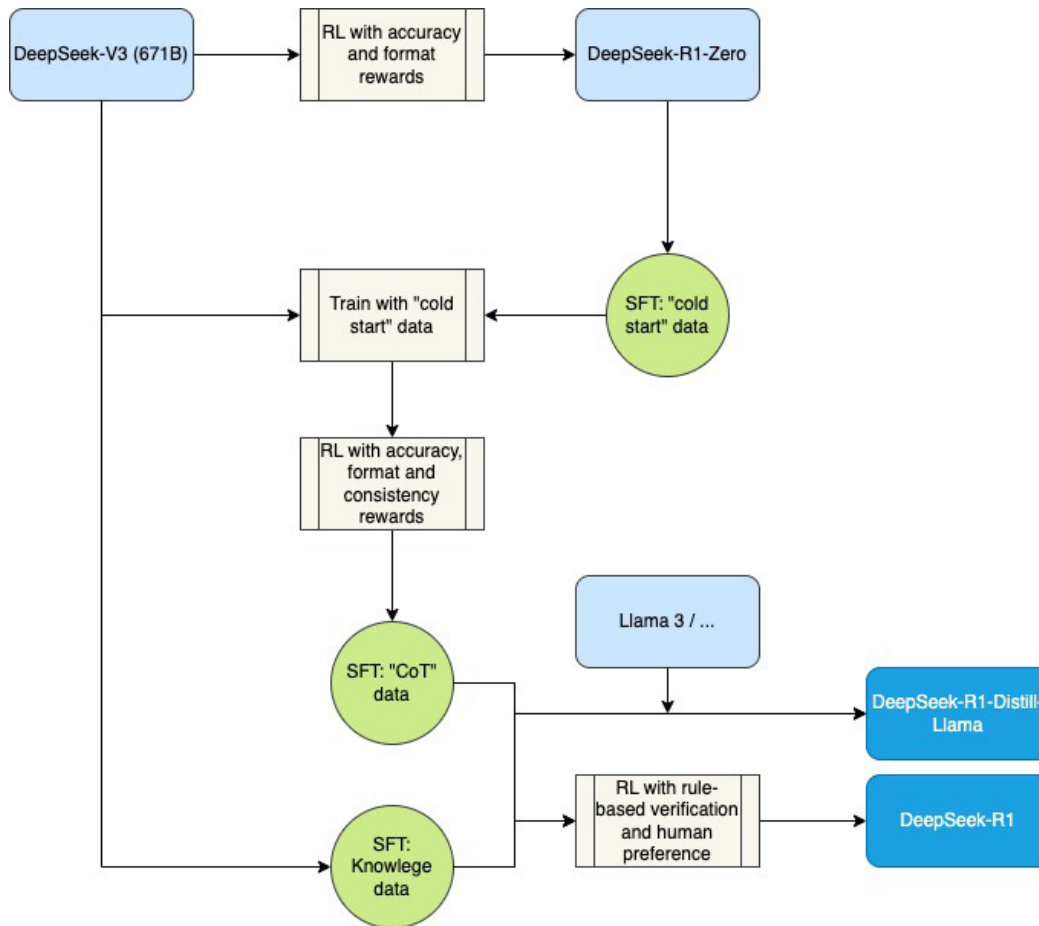 DeepSeek-V3 (671B)
RL with accuracy
and format
rewards
DeepSeek-R1-Zero
Train with "cold
start" data
SFT: "cold
start" data
RL with accuracy,
format and
consistency
rewards
Llama 3 / ...
SFT: "CoT"
data
DeepSeek-R1-Distill-
Llama
RL with rule-
based verification
and human
preference
DeepSeek-R1
SFT:
Knowlege
data